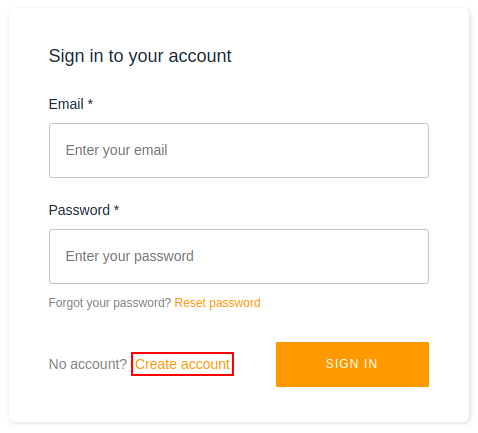 Sign in to your account
Email *
Enter your email
Password *
Enter your password
Forgot your password? Reset password
No account? Create account
SIGN IN